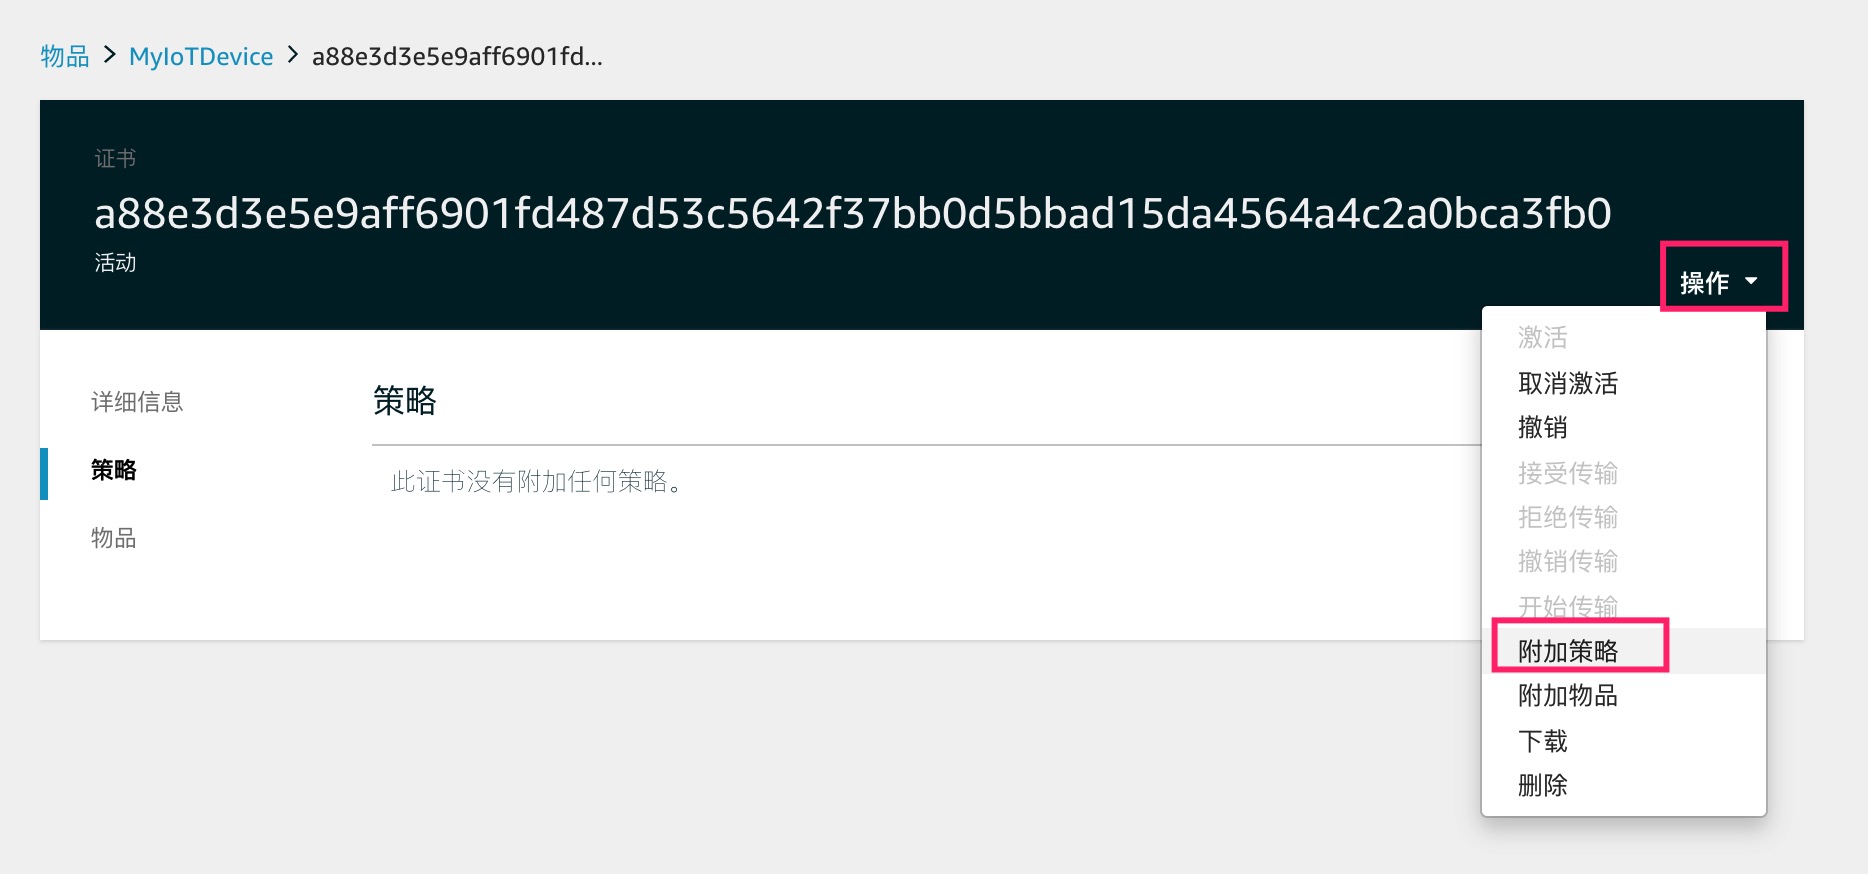 物品 > MyIoTDevice > a88e3d3e5e9aff6901fd...
证书
a88e3d3e5e9aff6901fd487d53c5642f37bb0d5bbad15da4564a4c2a0bca3fb0
活动
操作
详细信息
策略
物品
策略
此证书没有附加任何策略。
激活
取消激活
撤销
接受传输
拒绝传输
撤销传输
开始传输
附加策略
附加物品
下载
删除